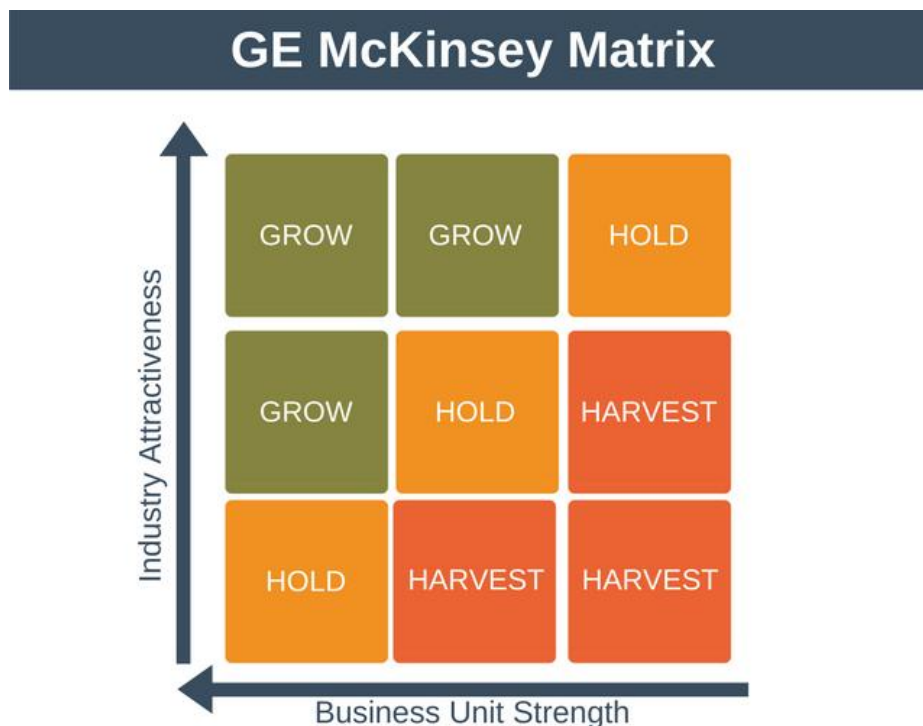 GE McKinsey Matrix
Industry Attractiveness
GROW
GROW
HOLD
GROW
HOLD
HARVEST
HOLD
HARVEST
HARVEST
Business Unit Strength